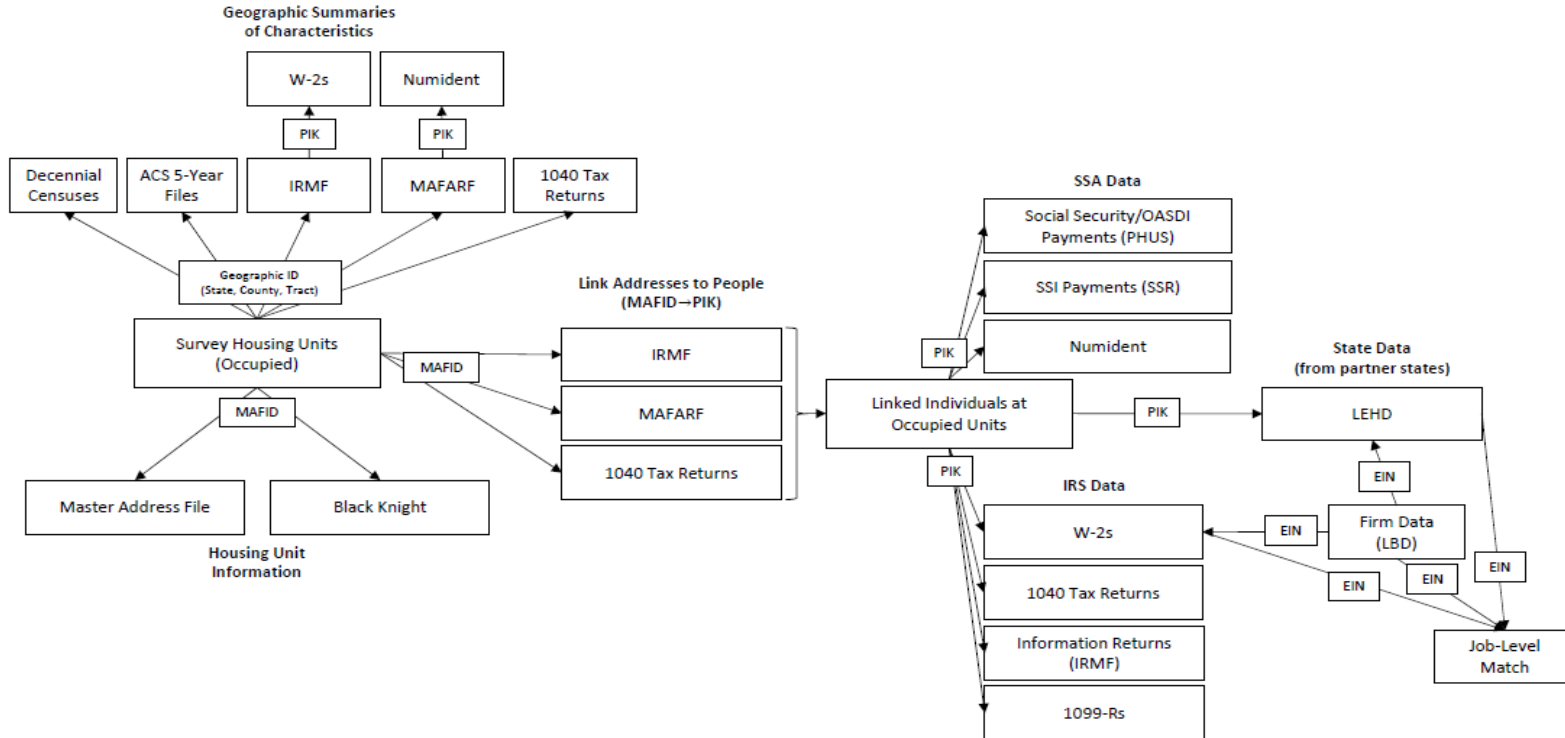 Geographic Summaries
of Characteristics
W-2s
Numident
PIK
PIK
Decennial
Censuses
ACS 5-Year
Files
IRMF
MAFARF
1040 Tax
Returns
Geographic ID
(State, County, Tract)
Survey Housing Units
(Occupied)
MAFID
Master Address File
Black Knight
Housing Unit
Information
Link Addresses to People
(MAFID→PIK)
MAFID
IRMF
MAFARF
1040 Tax Returns
SSA Data
Social Security/OASDI
Payments (PHUS)
SSI Payments (SSR)
Numident
PIK
Linked Individuals at
Occupied Units
PIK
PIK
State Data
(from partner states)
LEHD
IRS Data
W-2s
1040 Tax Returns
Information Returns
(IRMF)
1099-Rs
EIN
EIN
Firm Data
(LBD)
EIN
EIN
EIN
Job-Level
Match